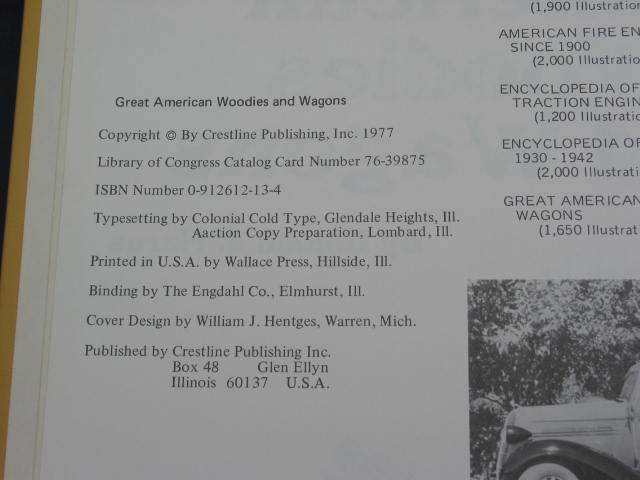 Great American Woodies and Wagons
Copyright © By Crestline Publishing, Inc. 1977
Library of Congress Catalog Card Number 76-39875
ISBN Number 0-912612-13-4
Typesetting by Colonial Cold Type, Glendale Heights, Ill.
Aaction Copy Preparation, Lombard, Ill.
Printed in U.S.A. by Wallace Press, Hillside, Ill.
Binding by The Engdahl Co., Elmhurst, Ill.
Cover Design by William J. Hentges, Warren, Mich.
Published by Crestline Publishing Inc.
Box 48 Glen Ellyn
Illinois 60137 U.S.A.
(1,900 Illustration
AMERICAN FIRE EN
SINCE 1900
(2,000 Illustratio
ENCYCLOPEDIA OF
TRACTION ENGIN
(1,200 Illustratio
ENCYCLOPEDIA OF
1930 - 1942
(2,000 Illustrati
GREAT AMERICAN
WAGONS
(1,650 Illustrat